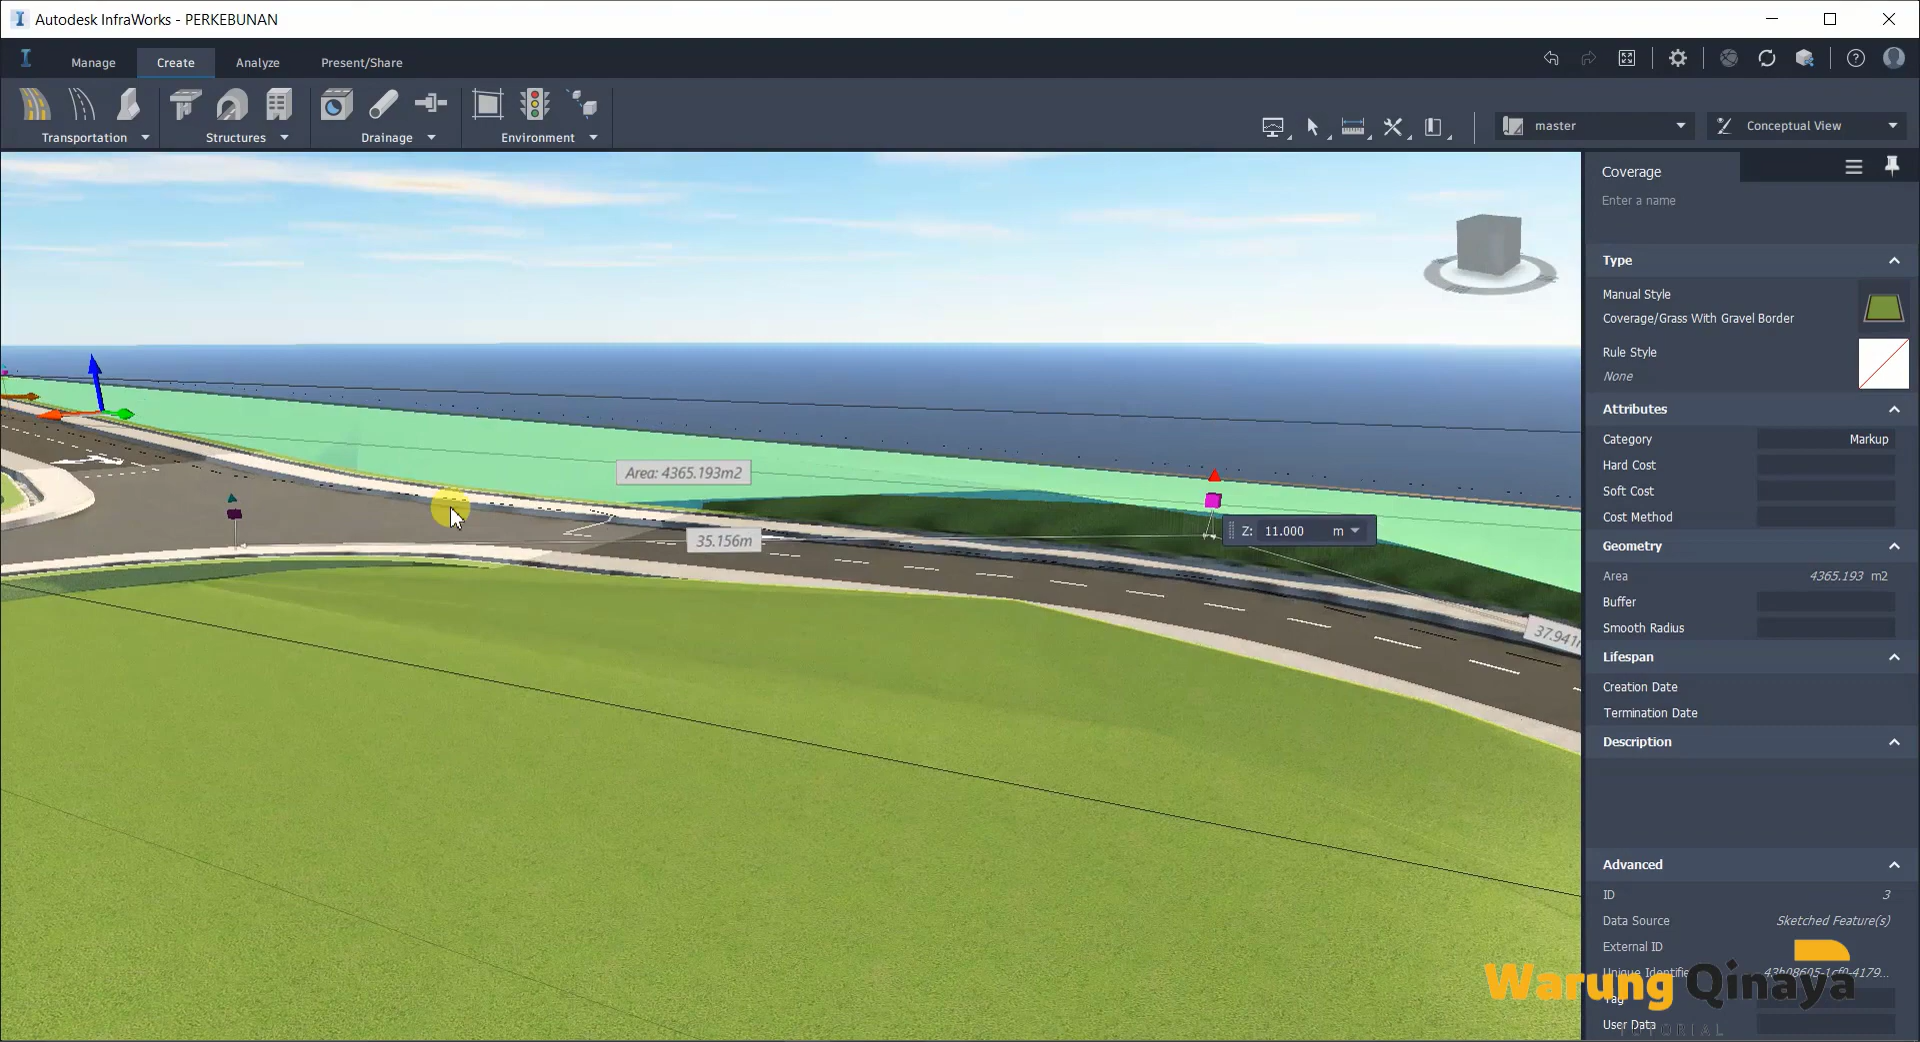 Autodesk InfraWorks - PERKEBUNAN
Manage
Create
Analyze
Present/Share
Transportation
Structures
Drainage
Environment
master
Conceptual View
Coverage
Enter a name
Type
Manual Style
Coverage/Grass With Gravel Border
Rule Style
None
Attributes
Category Markup
Hard Cost
Soft Cost
Cost Method
Geometry
Area 4365.193 m2
Buffer
Smooth Radius
Lifespan
Creation Date
Termination Date
Description
Advanced
ID 3
Data Source Sketched Feature(s)
External ID
Tag
User Data
Area: 4365.193m2
35.156m
Z: 11.000 m
Warung Qinaya
TUTORIAL